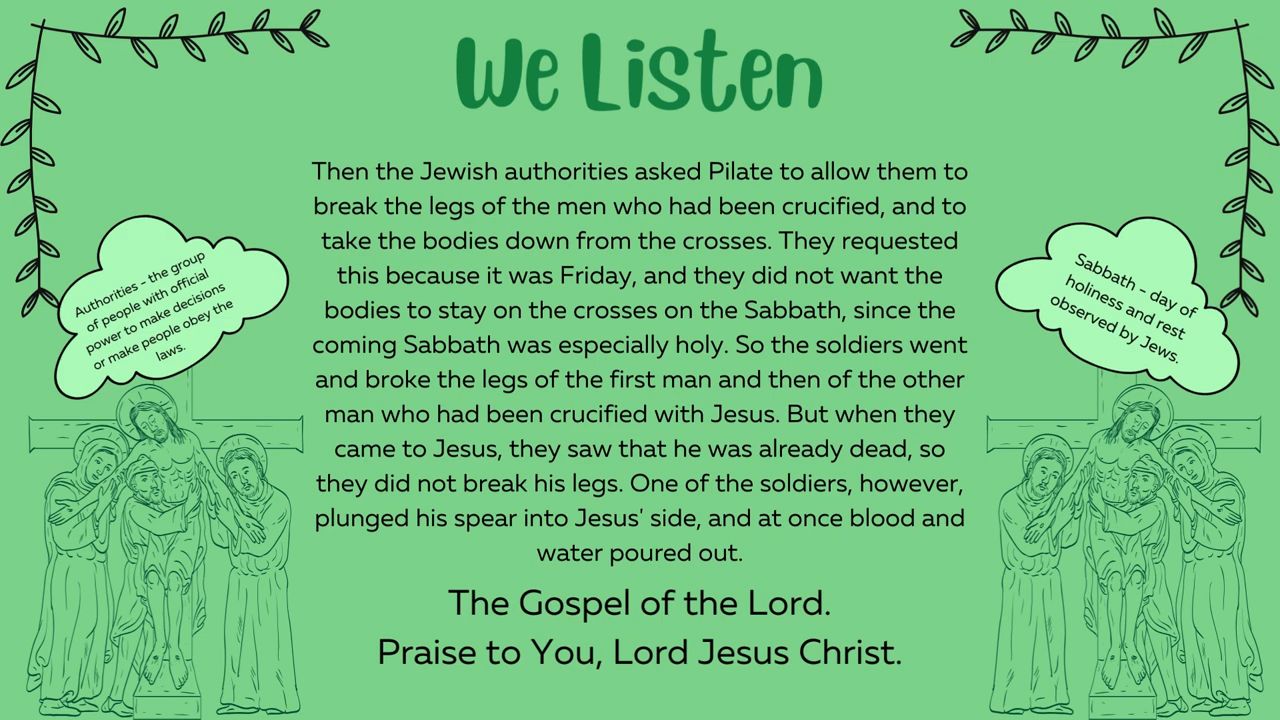 We Listen
Then the Jewish authorities asked Pilate to allow them to
break the legs of the men who had been crucified, and to
take the bodies down from the crosses. They requested
this because it was Friday, and they did not want the
bodies to stay on the crosses on the Sabbath, since the
coming Sabbath was especially holy. So the soldiers went
and broke the legs of the first man and then of the other
man who had been crucified with Jesus. But when they
came to Jesus, they saw that he was already dead, so
they did not break his legs. One of the soldiers, however,
plunged his spear into Jesus' side, and at once blood and
water poured out.
The Gospel of the Lord.
Praise to You, Lord Jesus Christ.
Authorities - the group
of people with official
power to make decisions
or make people obey the
laws.
Sabbath - day of
holiness and rest
observed by Jews.